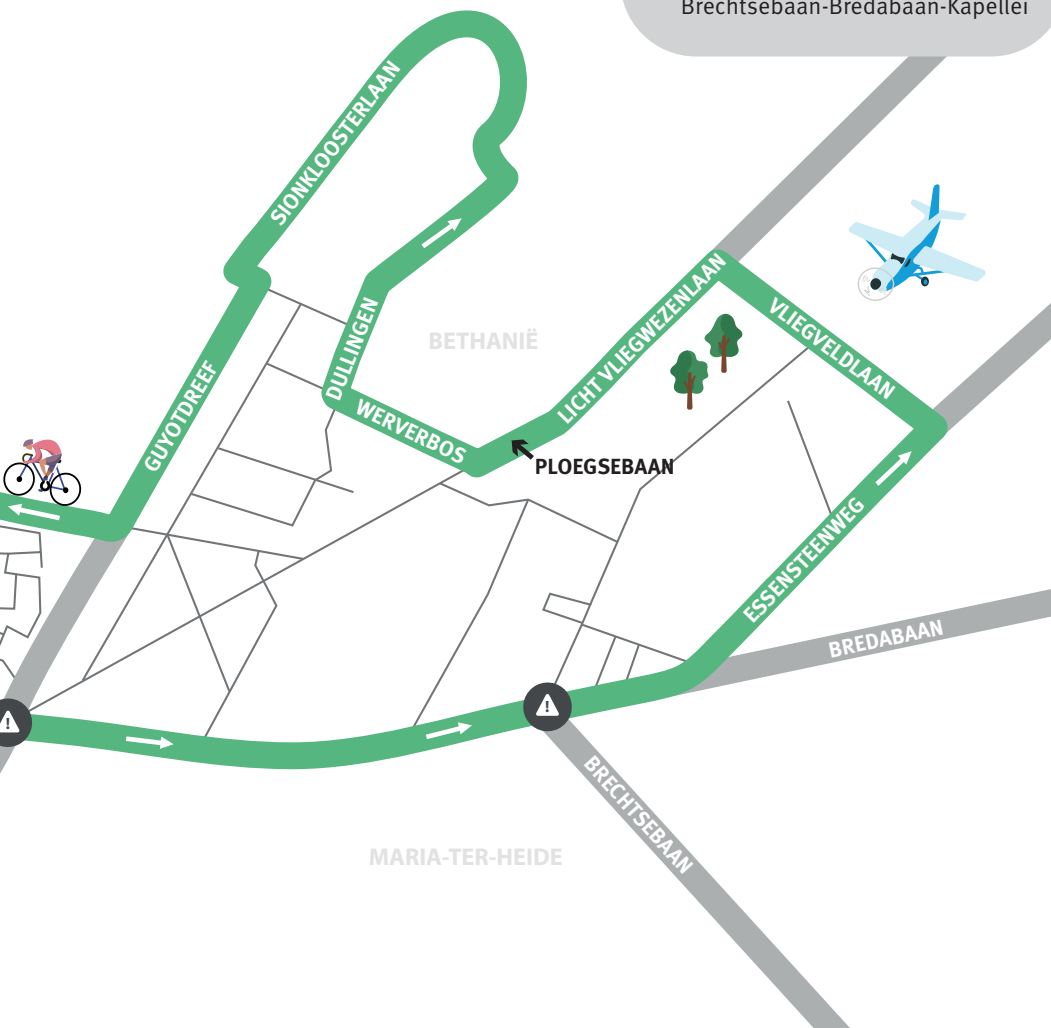 Brechtsebaan-Bredabaan-Kapellei
SIONKLOOSTERLAAN
DULLINGEN
BETHANIË
LICHT VLIEGWEZENLAAN
VLIEGVELDLAAN
GUYOTDREEF
WERVERBOS
PLOEGSEBAAN
ESSENSTEENWEG
BREDABAAN
!
!
BRECHTSEBAAN
MARIA-TER-HEIDE